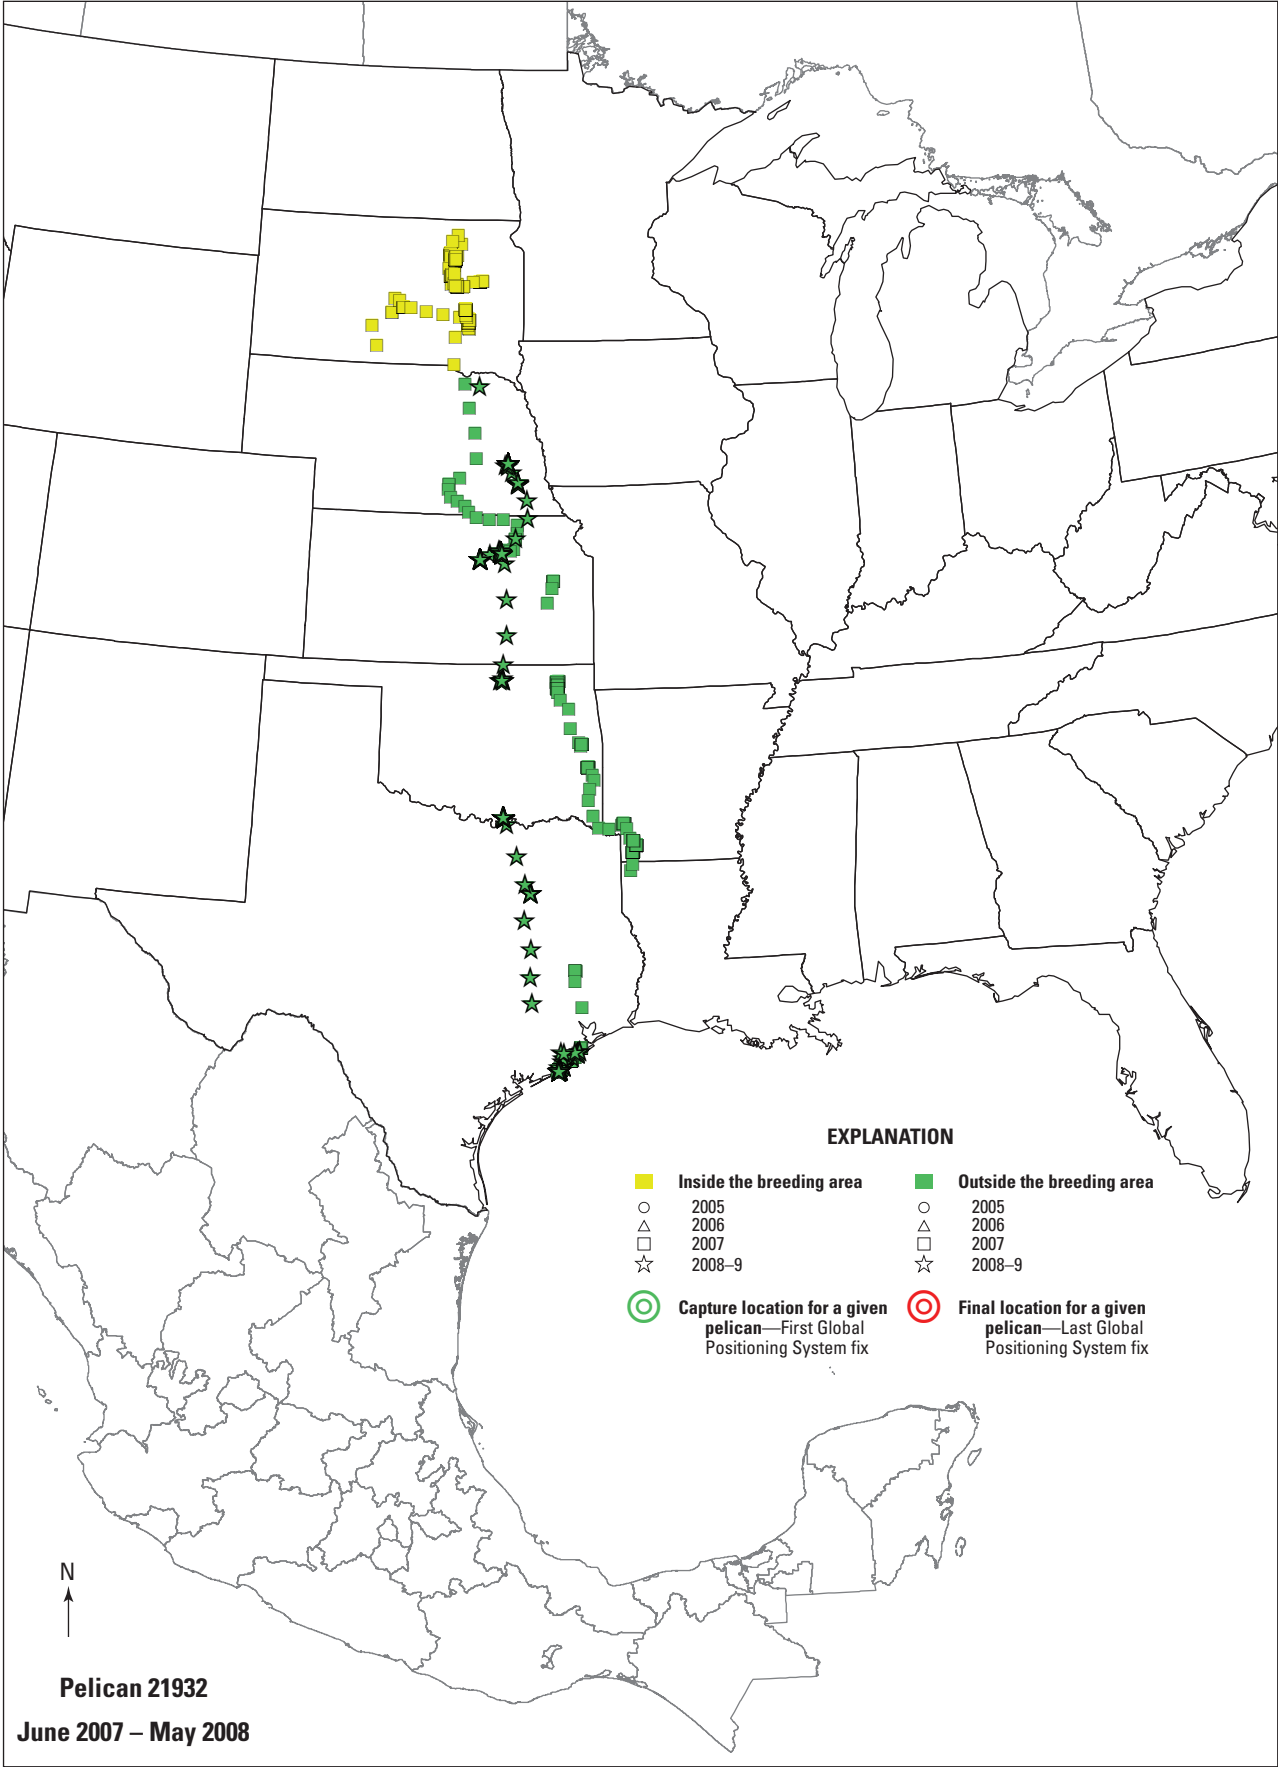 EXPLANATION
Inside the breeding area
2005
2006
2007
2008–9
Capture location for a given
pelican—First Global
Positioning System fix
Outside the breeding area
2005
2006
2007
2008–9
Final location for a given
pelican—Last Global
Positioning System fix
N
Pelican 21932
June 2007 – May 2008